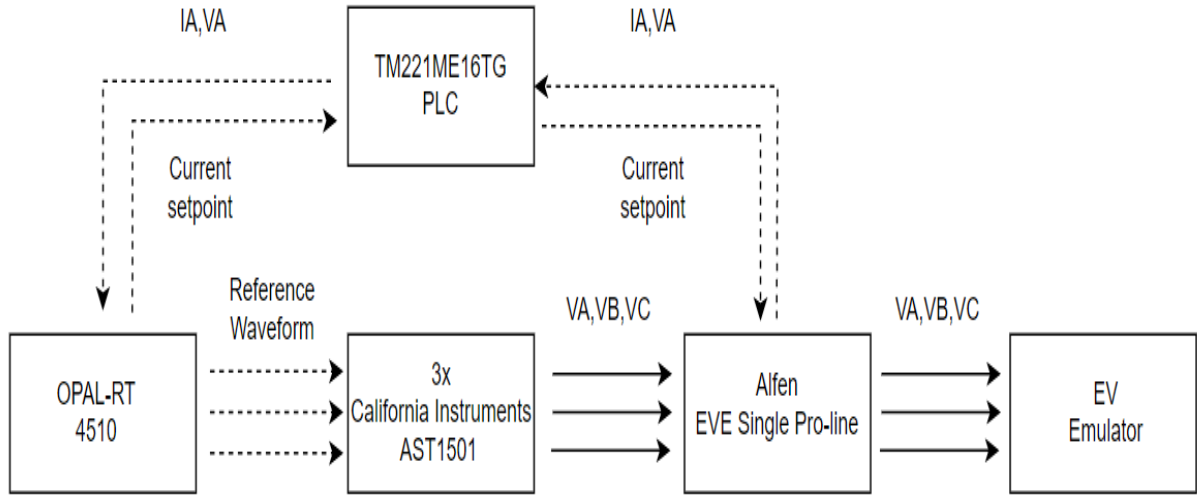 IA,VA
IA,VA
TM221ME16TG
PLC
Current
setpoint
Current
setpoint
Reference
Waveform
VA,VB,VC
VA,VB,VC
OPAL-RT
4510
3x
California Instruments
AST1501
Alfen
EVE Single Pro-line
EV
Emulator